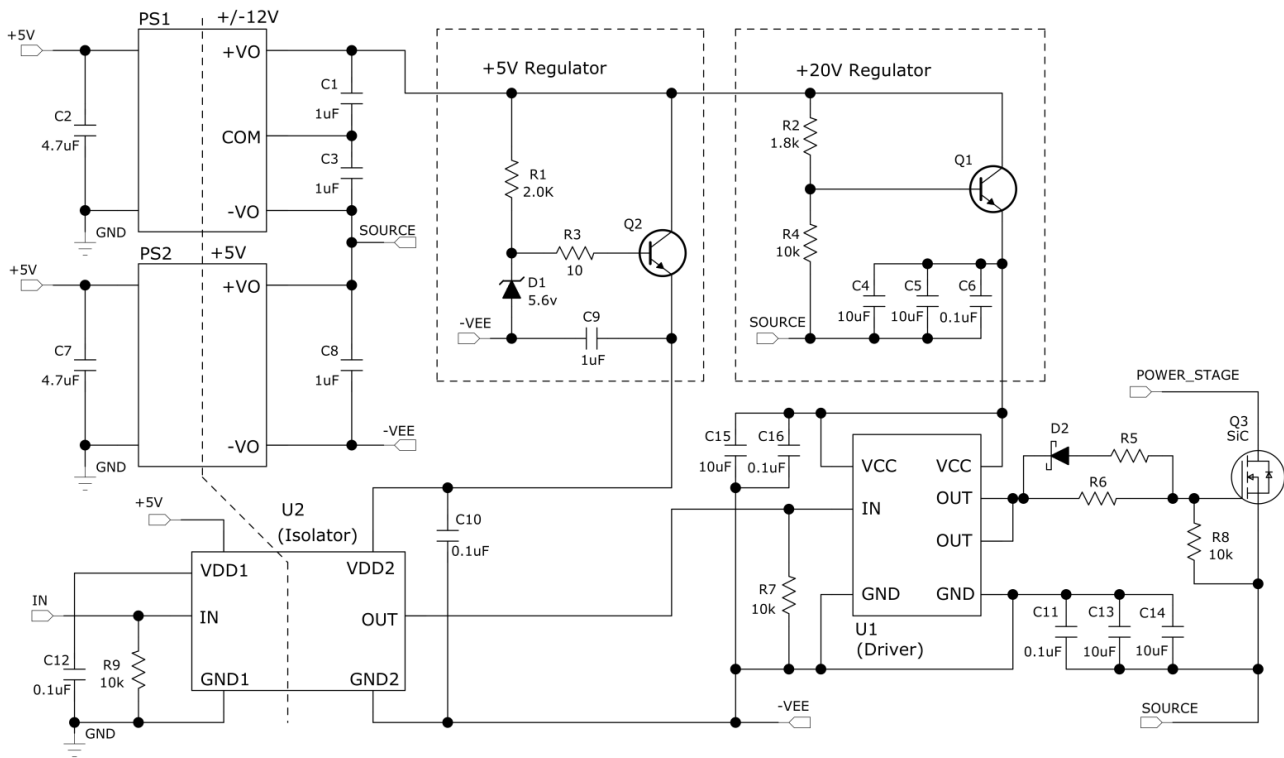 PS1
+/-12V
+5V
+VO
COM
-VO
C2
4.7uF
C1
1uF
C3
1uF
GND
SOURCE
PS2
+5V
+5V
+VO
-VO
C7
4.7uF
C8
1uF
GND
-VEE
+5V Regulator
R1
2.0K
R3
10
Q2
D1
5.6v
-VEE
C9
1uF
+20V Regulator
R2
1.8k
Q1
R4
10k
C4
10uF
C5
10uF
C6
0.1uF
SOURCE
POWER_STAGE
Q3
SiC
D2
R5
R6
R8
10k
C15
10uF
C16
0.1uF
VCC
VCC
IN
OUT
OUT
GND
GND
U1
(Driver)
R7
10k
C11
0.1uF
C13
10uF
C14
10uF
SOURCE
-VEE
+5V
U2
(Isolator)
C10
0.1uF
VDD1
VDD2
IN
IN
OUT
GND1
GND2
C12
0.1uF
R9
10k
GND